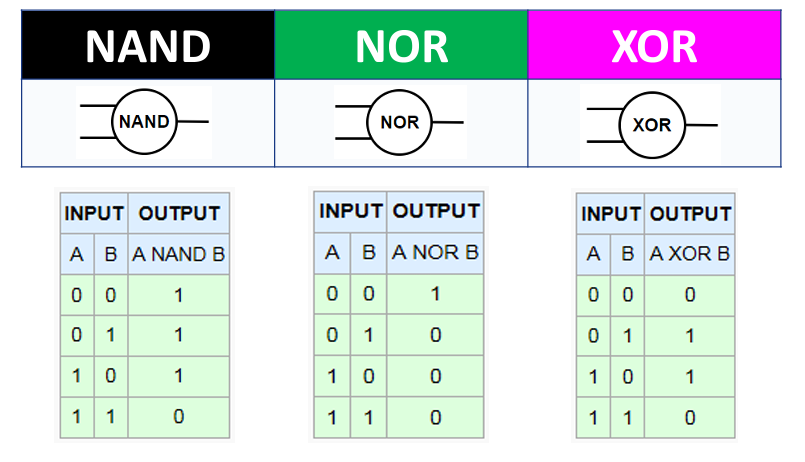 NAND NOR XOR
NAND NOR XOR
INPUT OUTPUT
A B A NAND B
0 0 1
0 1 1
1 0 1
1 1 0
INPUT OUTPUT
A B A NOR B
0 0 1
0 1 0
1 0 0
1 1 0
INPUT OUTPUT
A B A XOR B
0 0 0
0 1 1
1 0 1
1 1 0